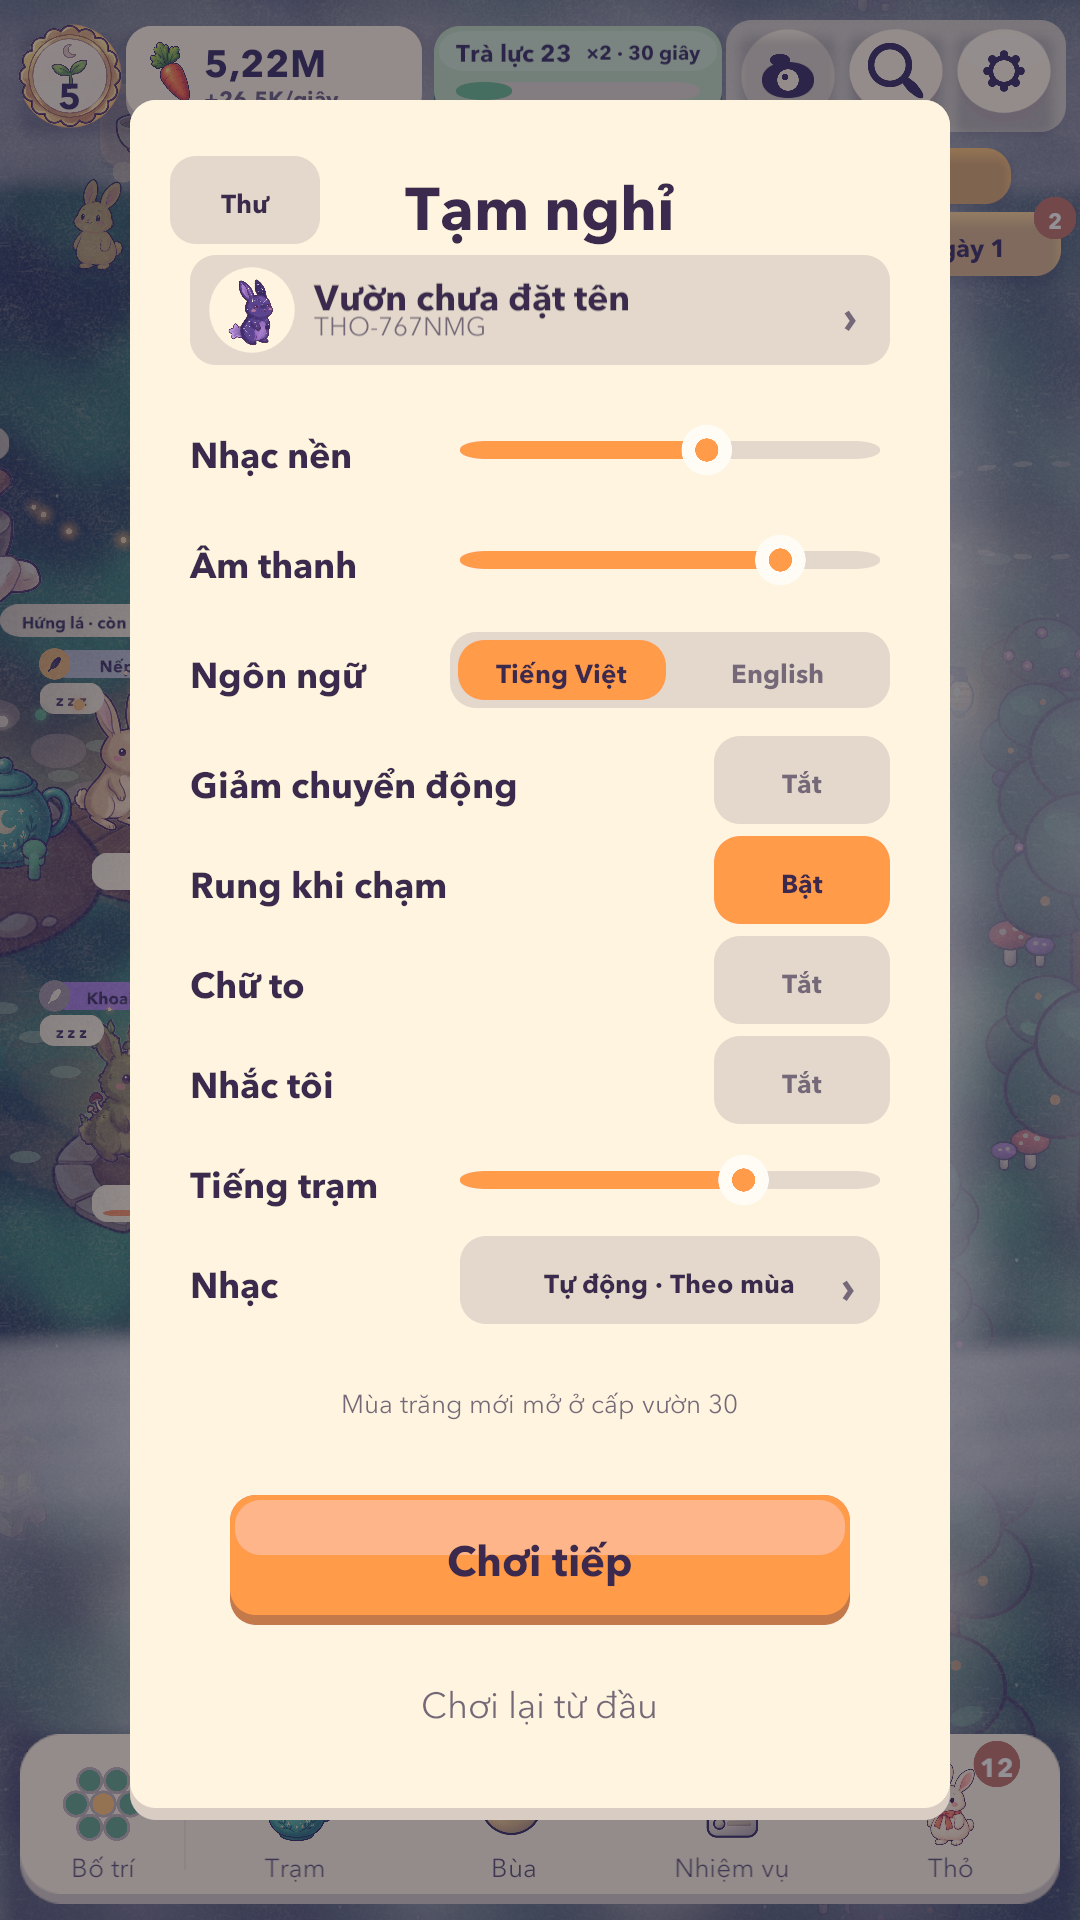 5
5,22M
+26,5K/giây
Trà lực 23 ×2 · 30 giây
2
Thư
Tạm nghỉ
gày 1
Vườn chưa đặt tên
THO-767NMG
›
Nhạc nền
Âm thanh
Hứng lá · còn
Ngôn ngữ
Tiếng Việt
English
z z z
Giảm chuyển động
Tắt
Rung khi chạm
Bật
Chữ to
Tắt
Khoa
z z z
Nhắc tôi
Tắt
Tiếng trạm
Nhạc
Tự động · Theo mùa ›
Mùa trăng mới mở ở cấp vườn 30
Chơi tiếp
Chơi lại từ đầu
12
Bố trí
Trạm
Bùa
Nhiệm vụ
Thỏ